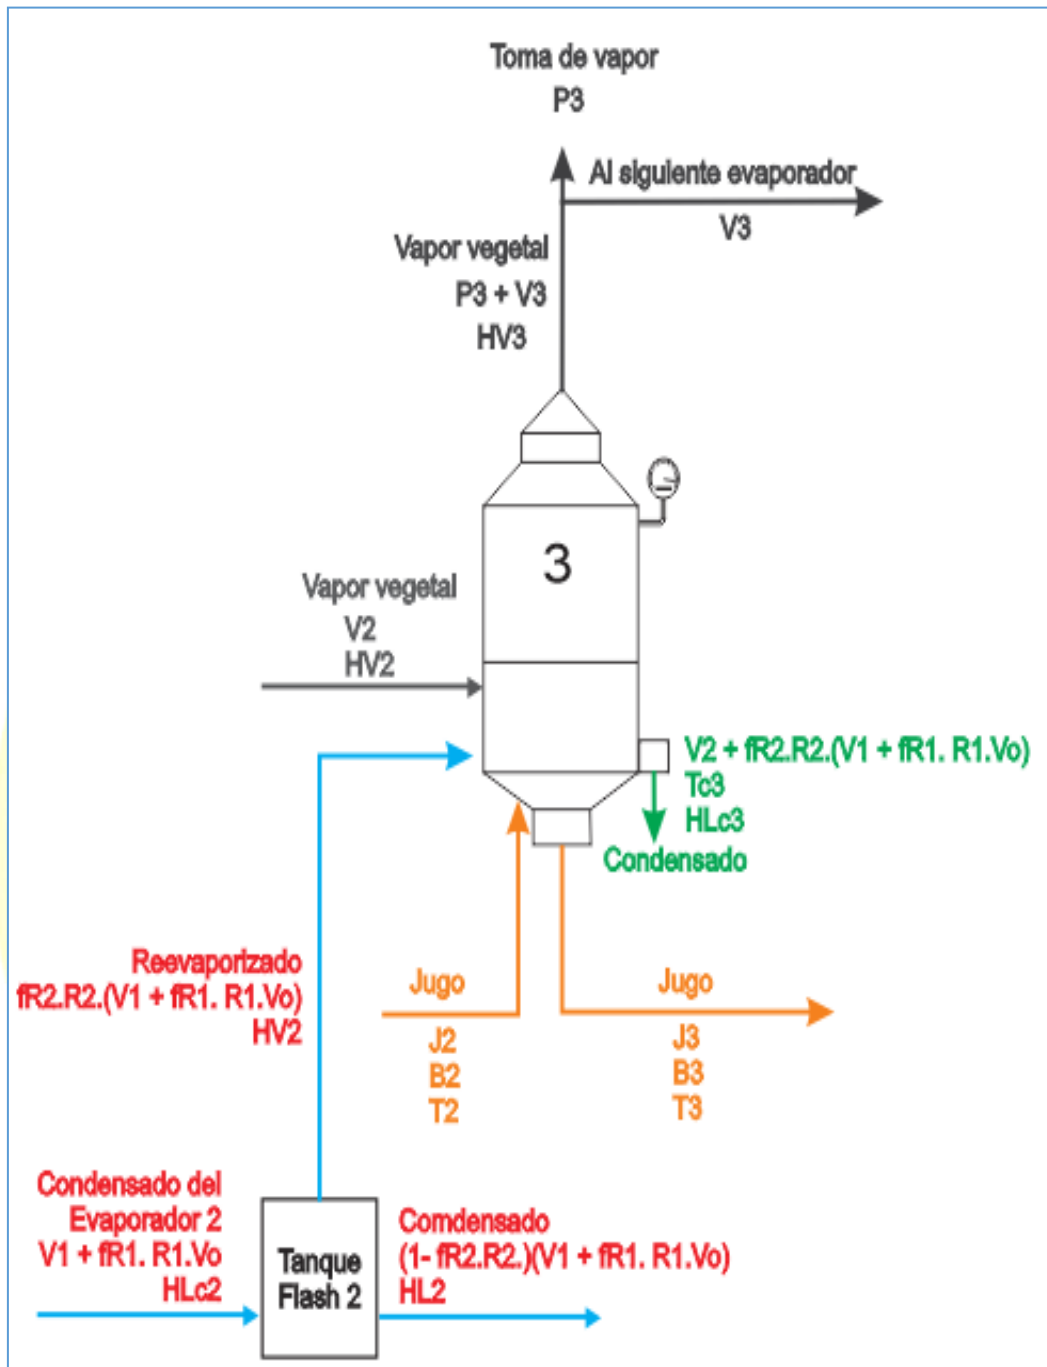 Toma de vapor
P3
Al siguiente evaporador
V3
Vapor vegetal
P3 + V3
HV3
3
Vapor vegetal
V2
HV2
V2 + fR2.R2.(V1 + fR1. R1.Vo)
Tc3
HLc3
Condensado
Reevaporizado
fR2.R2.(V1 + fR1. R1.Vo)
HV2
Jugo
J2
B2
T2
Jugo
J3
B3
T3
Condensado del
Evaporador 2
V1 + fR1. R1.Vo
HLc2
Tanque
Flash 2
Comdensado
(1- fR2.R2.)(V1 + fR1. R1.Vo)
HL2